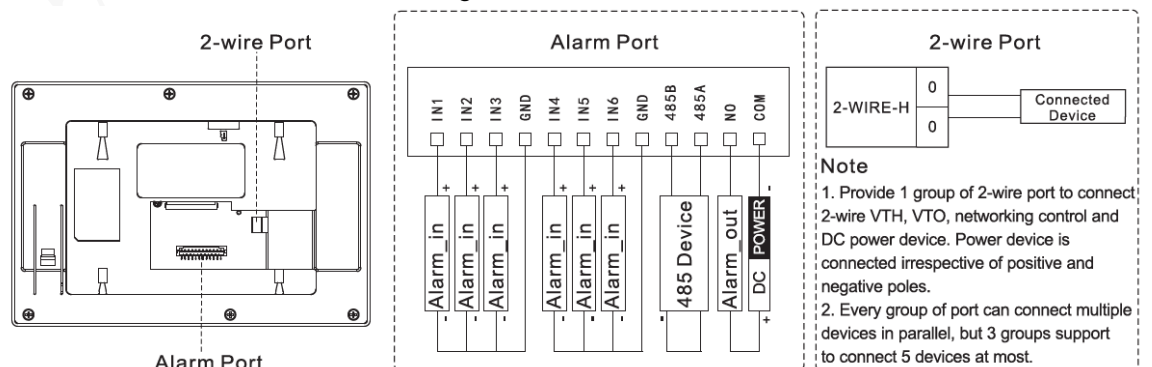 2-wire Port
Alarm Port
Alarm Port
IN1
IN2
IN3
GND
IN4
IN5
IN6
GND
485B
485A
NO
COM
+
+
+
+
+
+
-
Alarm_in
Alarm_in
Alarm_in
Alarm_in
Alarm_in
Alarm_in
485 Device
Alarm_out
DC POWER
-
-
-
-
-
-
-
-
+
2-wire Port
2-WIRE-H
0
0
Connected
Device
Note
1. Provide 1 group of 2-wire port to connect
2-wire VTH, VTO, networking control and
DC power device. Power device is
connected irrespective of positive and
negative poles.
2. Every group of port can connect multiple
devices in parallel, but 3 groups support
to connect 5 devices at most.